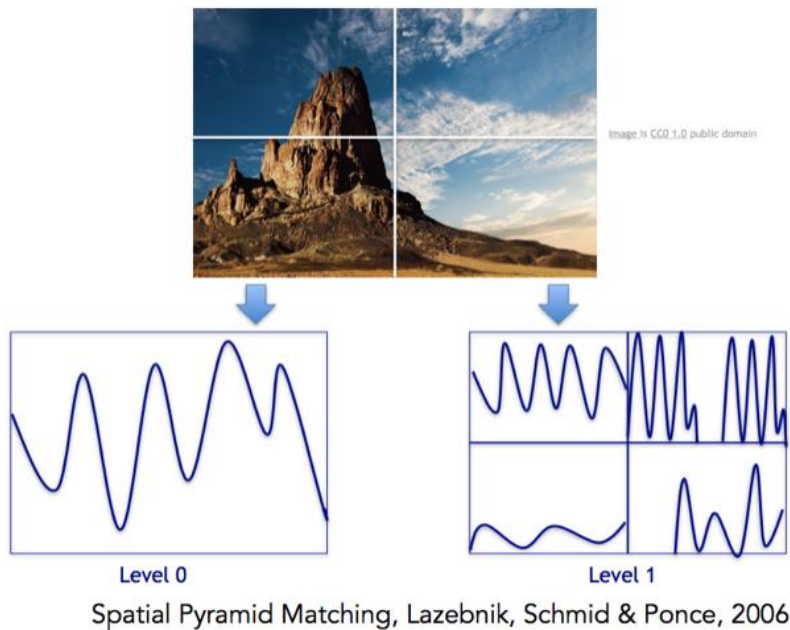 Image is CC0 1.0 public domain
Level 0
Level 1
Spatial Pyramid Matching, Lazebnik, Schmid & Ponce, 2006